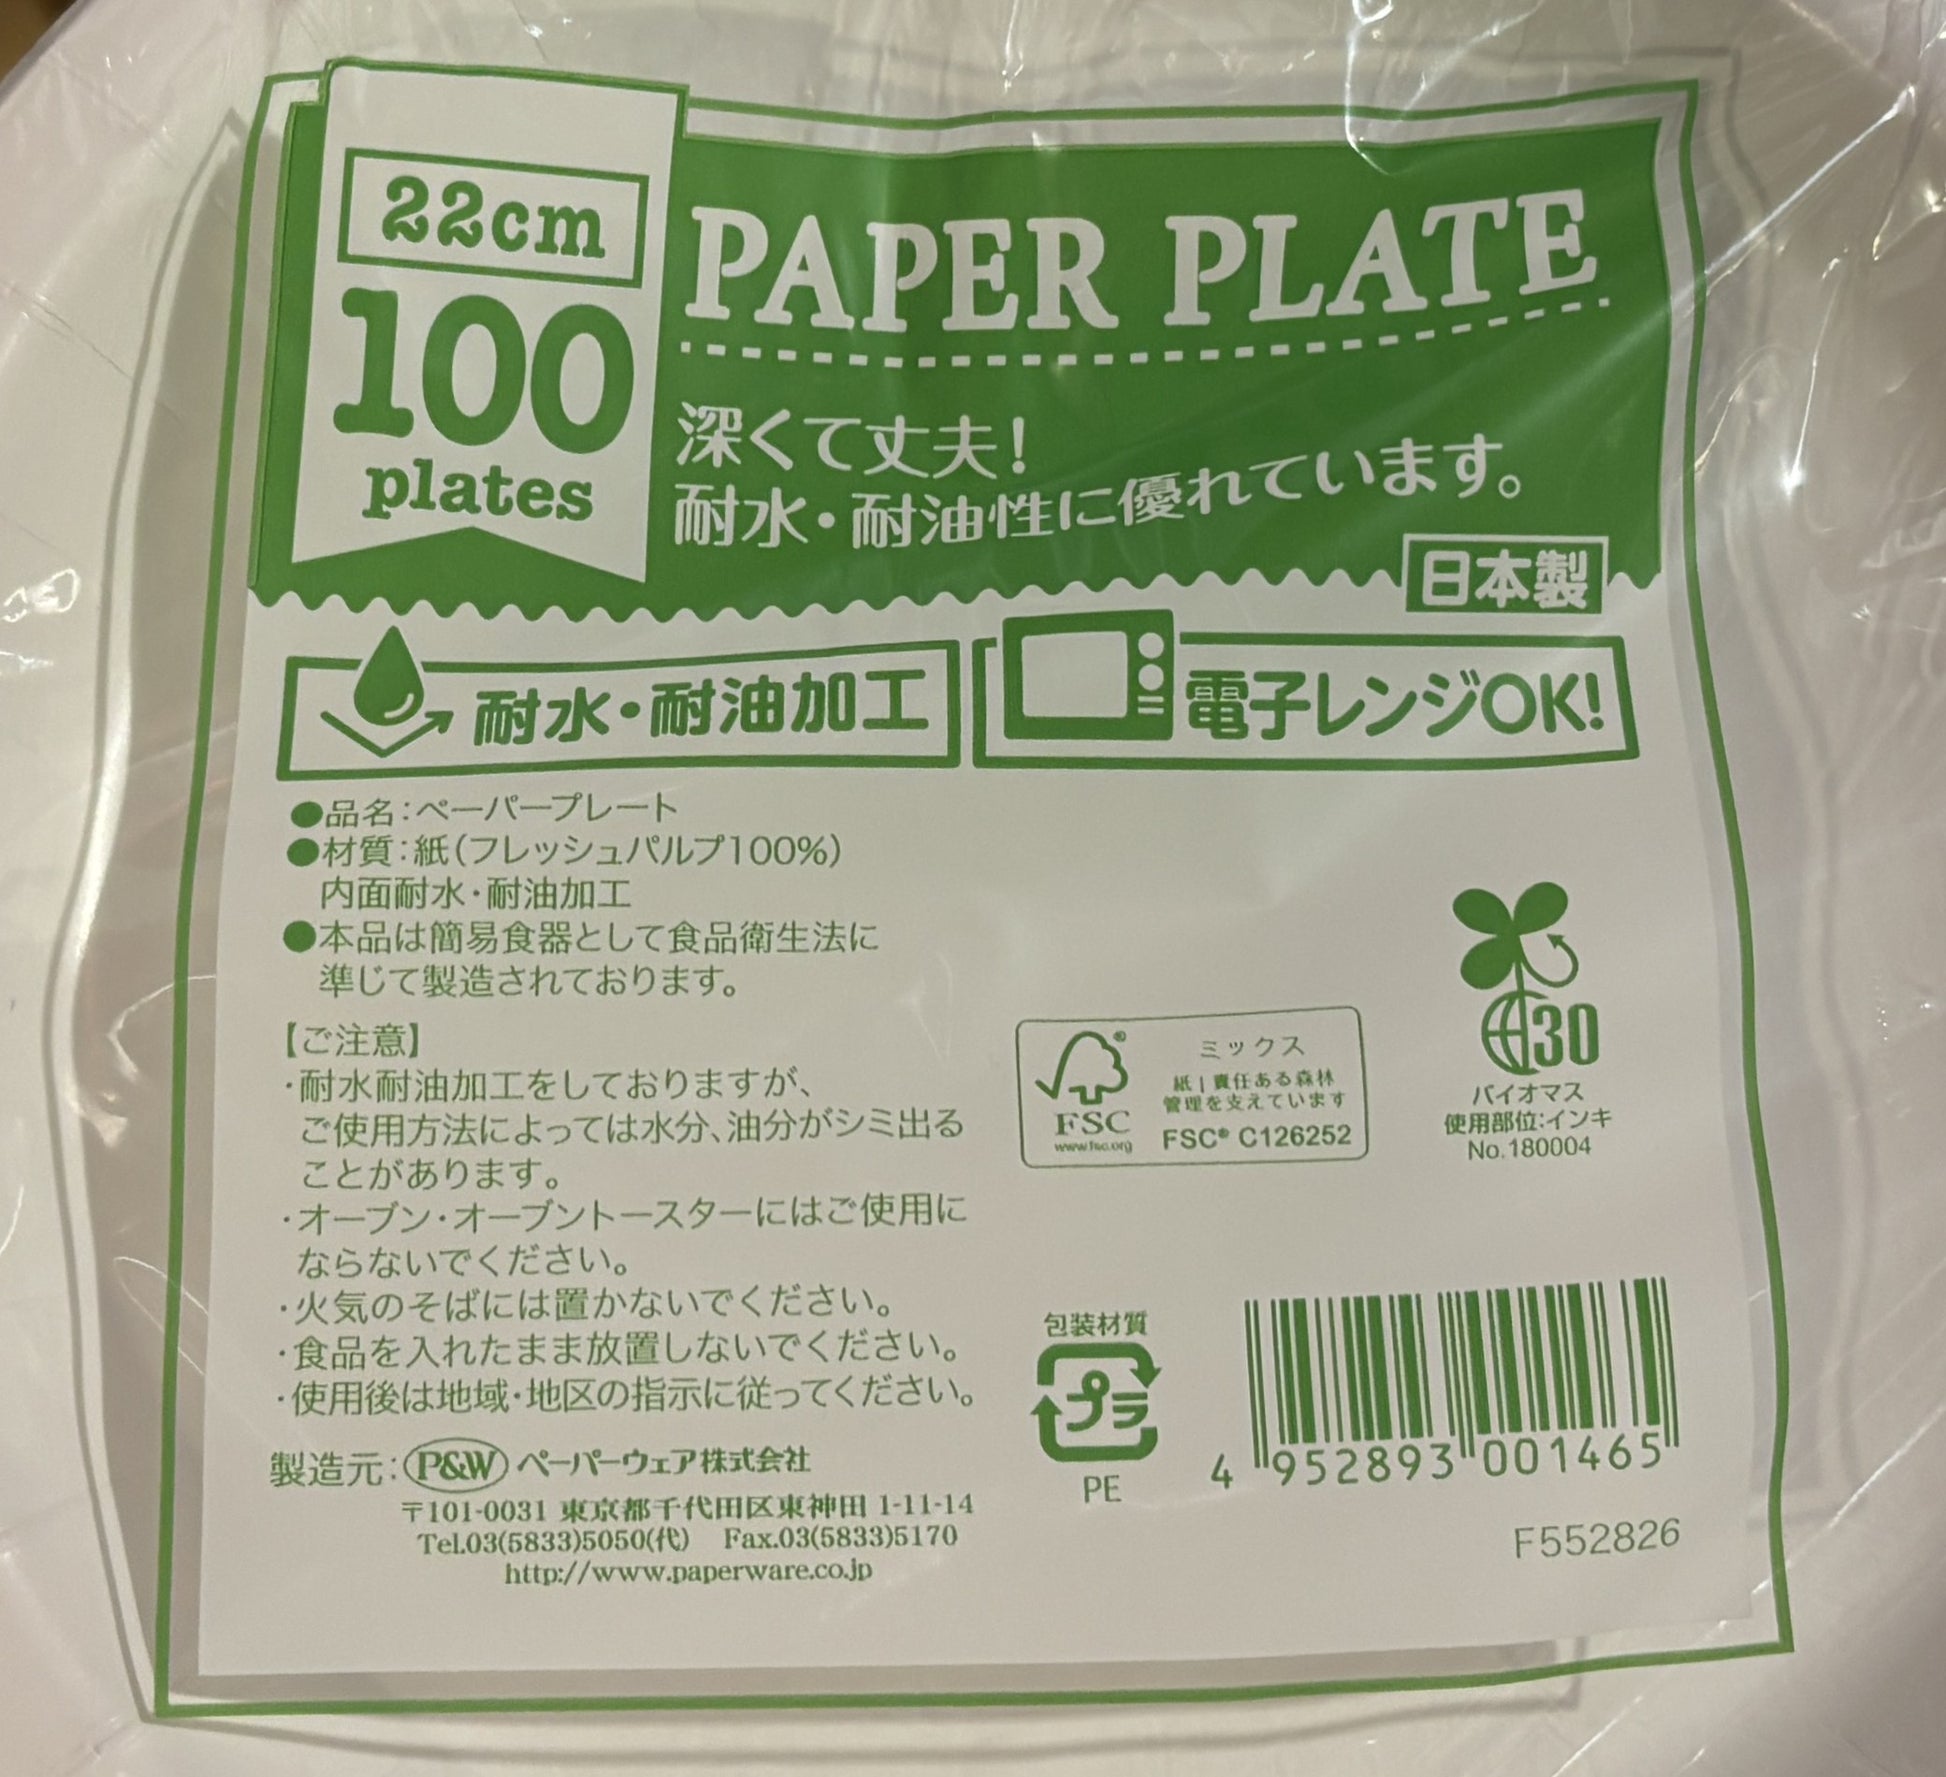 22cm
100
plates
PAPER PLATE
深くて丈夫!
耐水・耐油性に優れています。
日本製
耐水・耐油加工
電子レンジOK!
●品名:ペーパープレート
●材質:紙(フレッシュパルプ100%)
内面耐水・耐油加工
●本品は簡易食器として食品衛生法に
準じて製造されております。
【ご注意】
・耐水耐油加工をしておりますが、
ご使用方法によっては水分、油分がシミ出る
ことがあります。
・オーブン・オーブントースターにはご使用に
ならないでください。
・火気のそばには置かないでください。
・食品を入れたまま放置しないでください。
・使用後は地域・地区の指示に従ってください。
製造元:P&W ペーパーウェア株式会社
〒101-0031 東京都千代田区東神田 1-11-14
Tel.03(5833)5050(代) Fax.03(5833)5170
http://www.paperware.co.jp
FSC
www.fsc.org
ミックス
紙 | 責任ある森林
管理を支えています
FSC® C126252
30
バイオマス
使用部位:インキ
No.180004
包装材質
プラ
PE
4 952893 001465
F552826